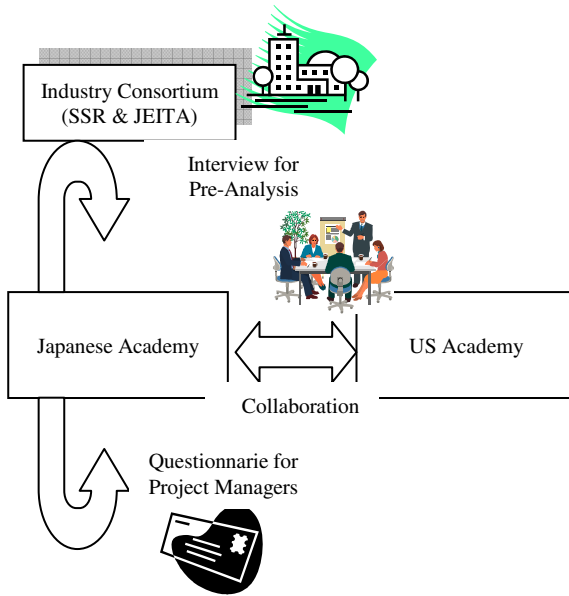 Industry Consortium
(SSR & JEITA)
Interview for
Pre-Analysis
Japanese Academy
US Academy
Collaboration
Questionnarie for
Project Managers